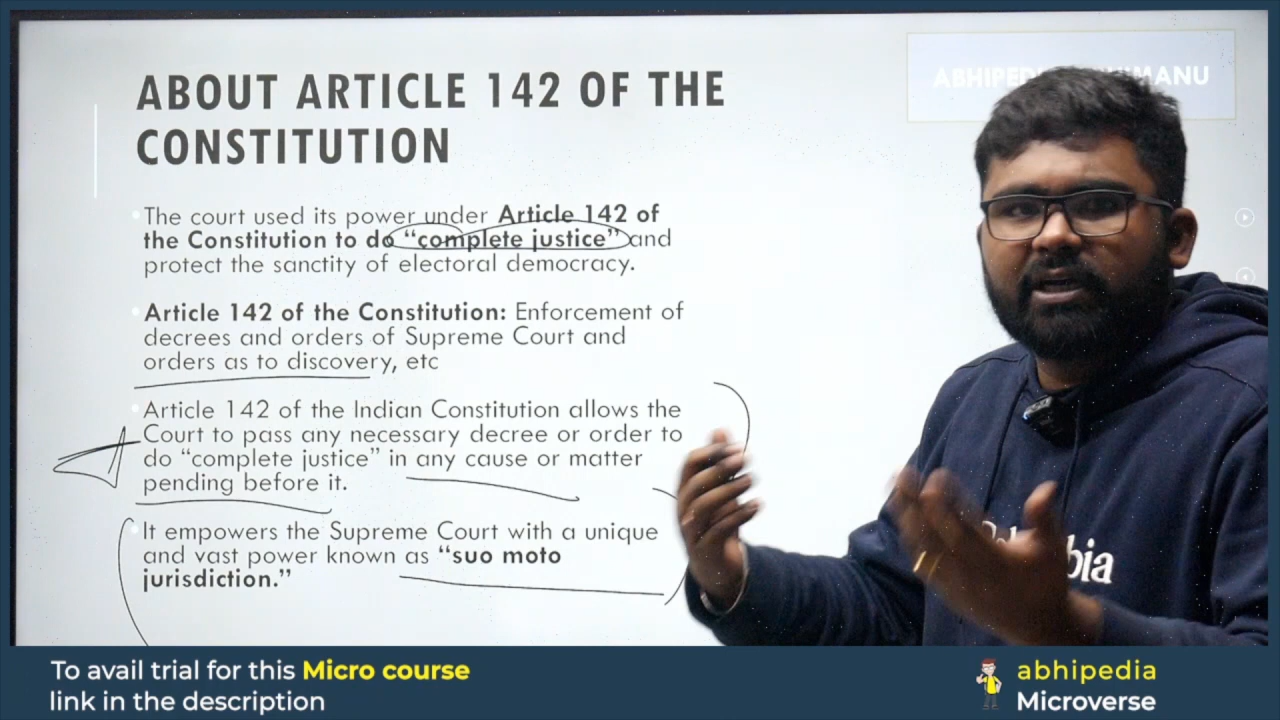 ABOUT ARTICLE 142 OF THE
CONSTITUTION
The court used its power under Article 142 of
the Constitution to do “complete justice” and
protect the sanctity of electoral democracy.
Article 142 of the Constitution: Enforcement of
decrees and orders of Supreme Court and
orders as to discovery, etc
Article 142 of the Indian Constitution allows the
Court to pass any necessary decree or order to
do “complete justice” in any cause or matter
pending before it.
It empowers the Supreme Court with a unique
and vast power known as “suo moto
jurisdiction.”
To avail trial for this Micro course
link in the description
abhipedia
Microverse